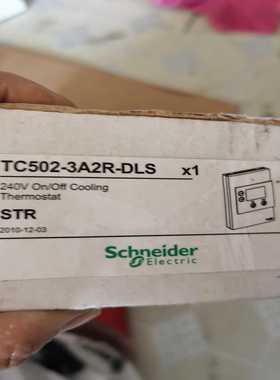 TC502-3A2R-DLS x1
240V On/Off Cooling
Thermostat
STR
2010-12-03
Schneider
Electric